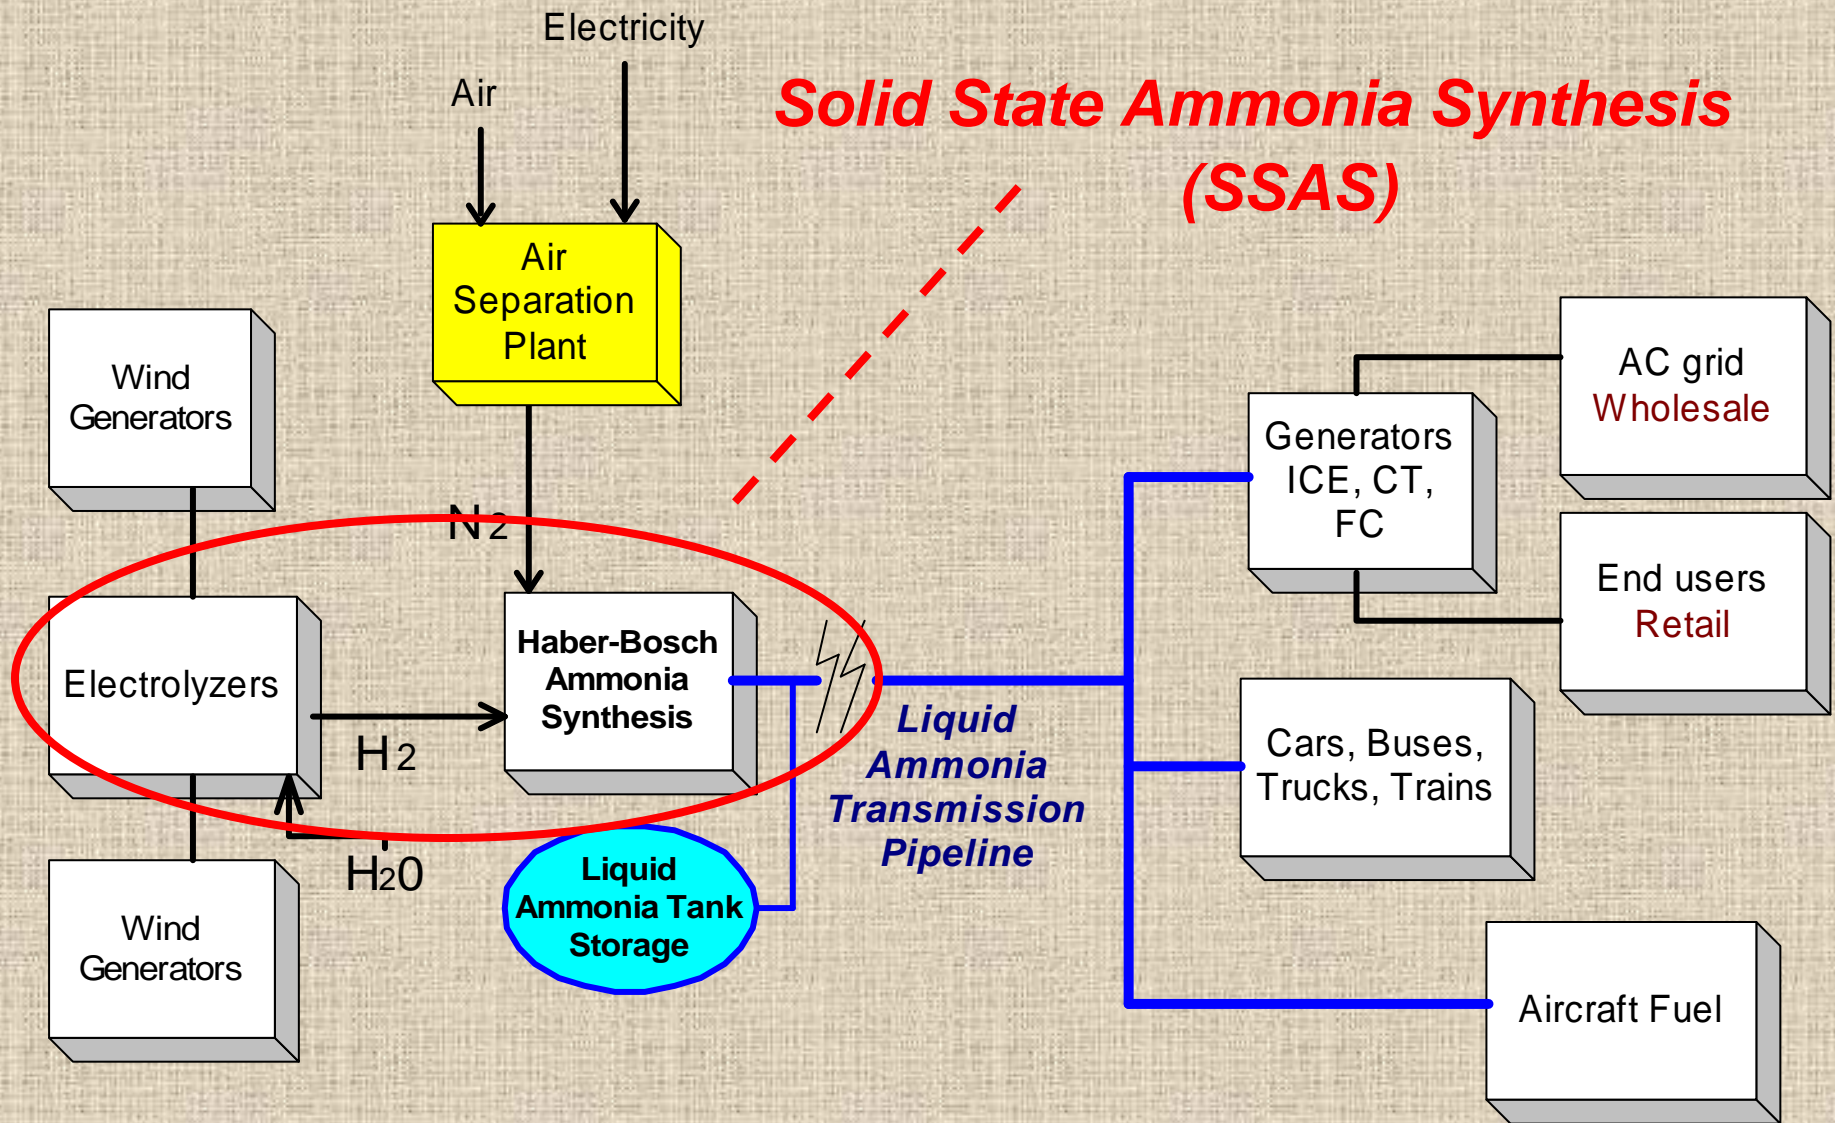 Electricity
Air
Solid State Ammonia Synthesis
(SSAS)
Air
Separation
Plant
Wind
Generators
AC grid
Wholesale
Generators
ICE, CT,
FC
N2
End users
Retail
Haber-Bosch
Ammonia
Synthesis
Electrolyzers
H2
Liquid
Ammonia
Transmission
Pipeline
Cars, Buses,
Trucks, Trains
H20
Liquid
Ammonia Tank
Storage
Wind
Generators
Aircraft Fuel